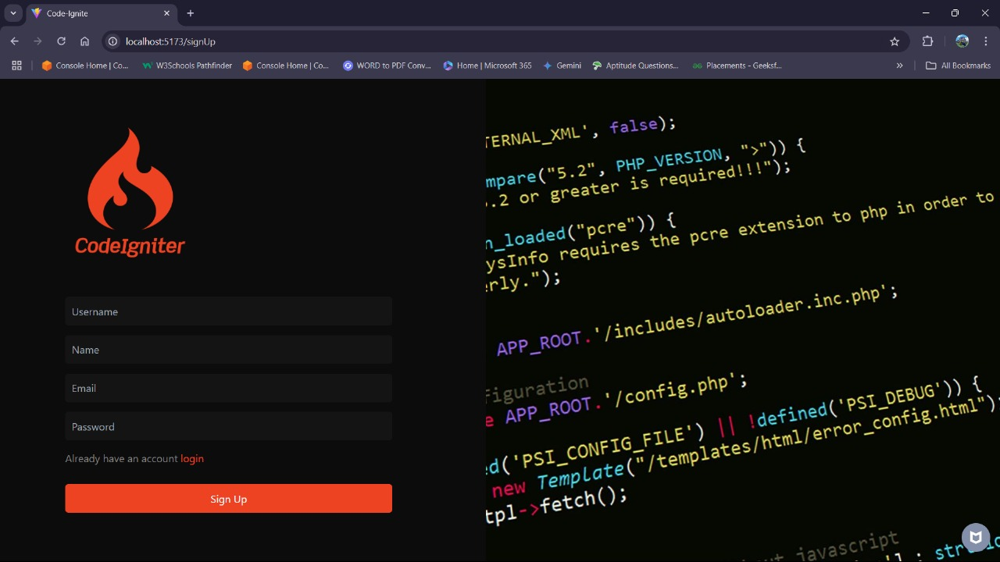 Code-Ignite
localhost:5173/signUp
Console Home | Co...
W3Schools Pathfinder
Console Home | Co...
WORD to PDF Conv...
Home | Microsoft 365
Gemini
Aptitude Questions...
Placements - Geeksf...
All Bookmarks
CodeIgniter
Username
Name
Email
Password
Already have an account login
Sign Up
TERNAL_XML', false);
mpare("5.2", PHP_VERSION, ">")) {
.2 or greater is required!!!");
n_loaded("pcre")) {
ysInfo requires the pcre extension to php in order to
erly.");
APP_ROOT.'/includes/autoloader.inc.php';
figuration
e APP_ROOT.'/config.php';
ed('PSI_CONFIG_FILE') || !defined('PSI_DEBUG')) {
new Template("/templates/html/error_config.html");
tpl->fetch();
javascript